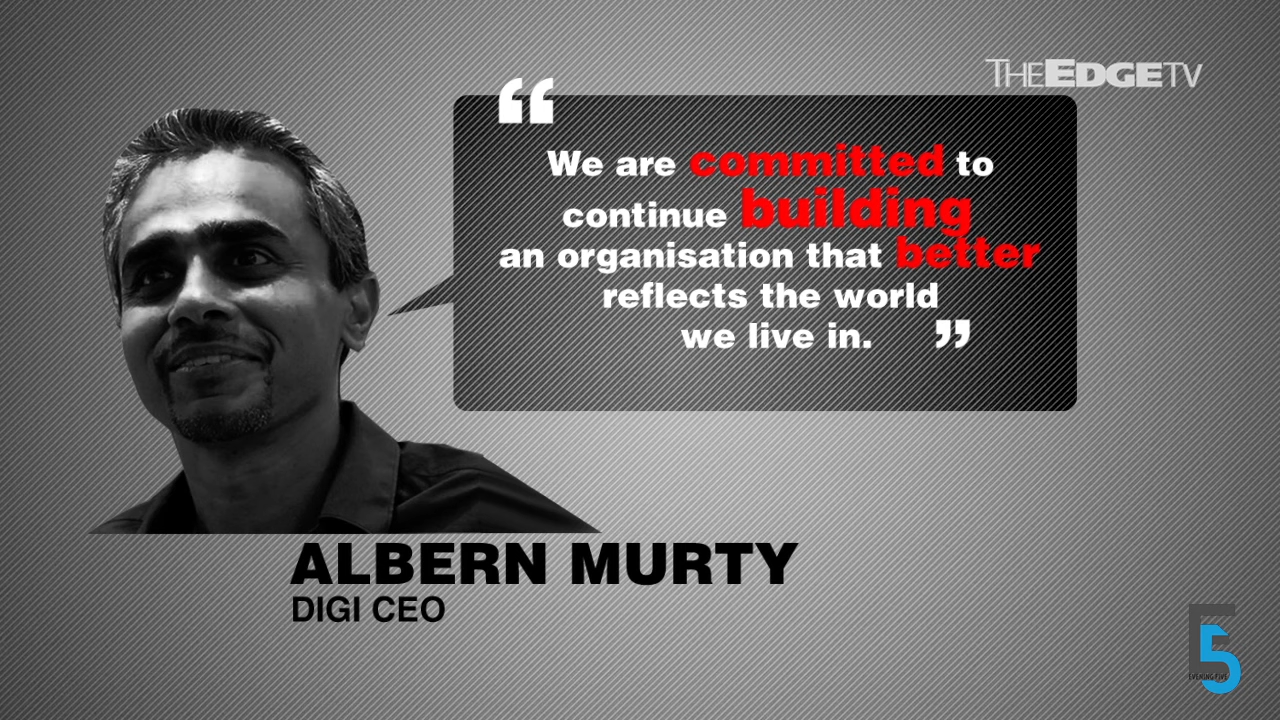 THEEDGETV
“
We are committed to
continue building
an organisation that better
reflects the world
we live in. ”
ALBERN MURTY
DIGI CEO
E5
EVENING FIVE